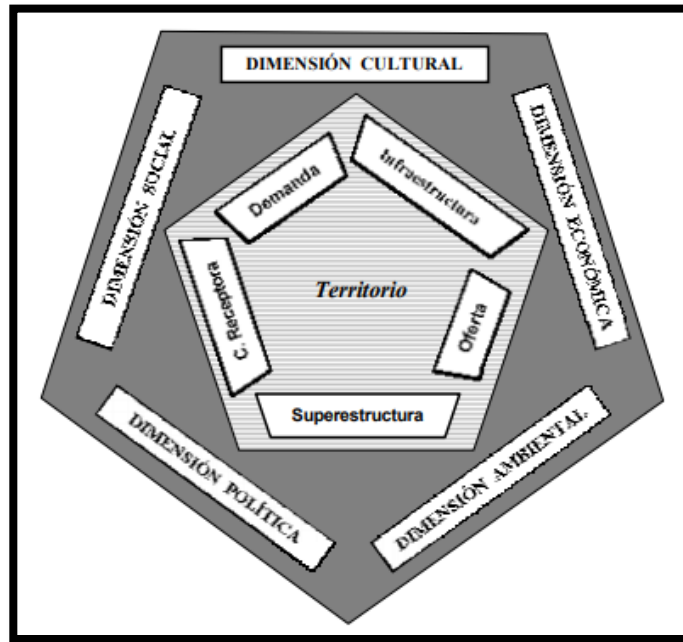 DIMENSIÓN CULTURAL
DIMENSIÓN SOCIAL
DIMENSIÓN ECONÓMICA
Demanda
Infraestructura
C. Receptora
Territorio
Oferta
Superestructura
DIMENSIÓN POLÍTICA
DIMENSIÓN AMBIENTAL